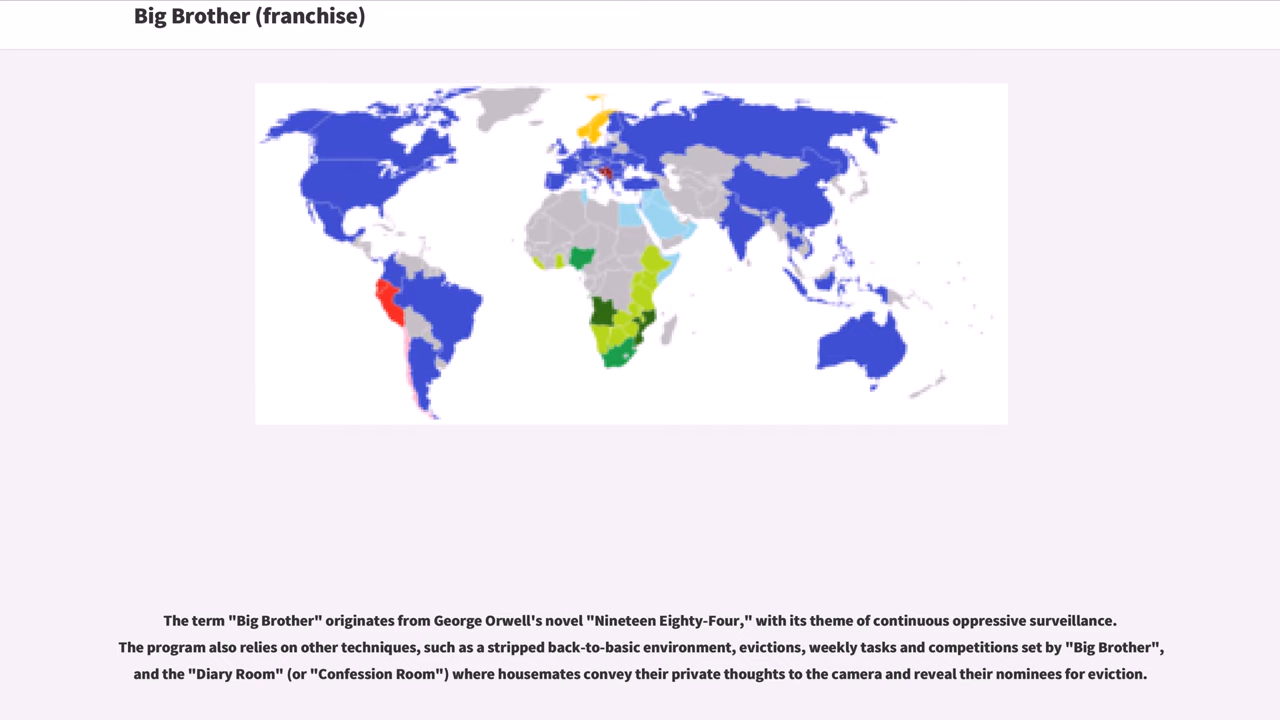 Big Brother (franchise)
The term "Big Brother" originates from George Orwell's novel "Nineteen Eighty-Four," with its theme of continuous oppressive surveillance.
The program also relies on other techniques, such as a stripped back-to-basic environment, evictions, weekly tasks and competitions set by "Big Brother",
and the "Diary Room" (or "Confession Room") where housemates convey their private thoughts to the camera and reveal their nominees for eviction.